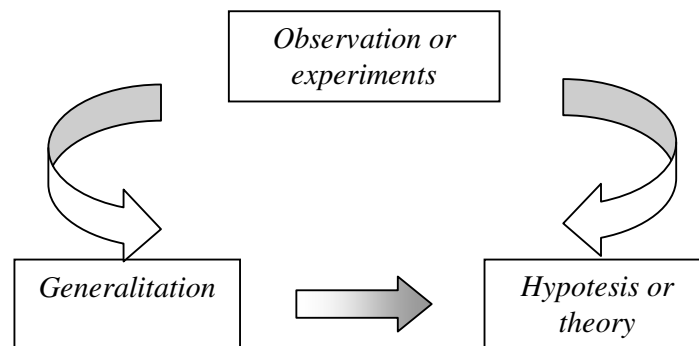 Observation or
experiments
Generalitation
Hypotesis or
theory